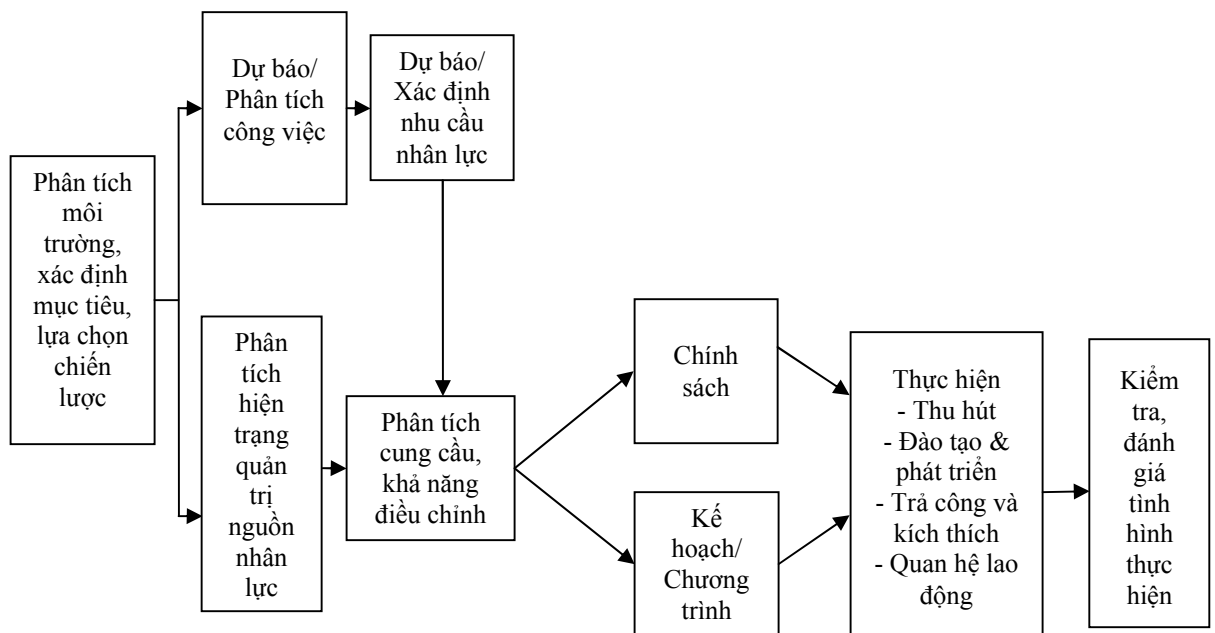 Phân tích
môi
trường,
xác định
mục tiêu,
lựa chọn
chiến
lược
Dự báo/
Phân tích
công việc
Dự báo/
Xác định
nhu cầu
nhân lực
Phân
tích
hiện
trạng
quản
trị
nguồn
nhân
lực
Phân tích
cung cầu,
khả năng
điều chỉnh
Chính
sách
Kế
hoạch/
Chương
trình
Thực hiện
- Thu hút
- Đào tạo &
phát triển
- Trả công và
kích thích
- Quan hệ lao
động
Kiểm
tra,
đánh
giá
tình
hình
thực
hiện